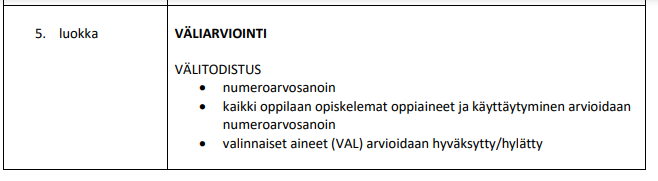 5. luokka
VÄLIARVIOINTI
VÄLITODISTUS
• numeroarvosanoin
• kaikki oppilaan opiskelemat oppiaineet ja käyttäytyminen arvioidaan
numeroarvosanoin
• valinnaiset aineet (VAL) arvioidaan hyväksytty/hylätty